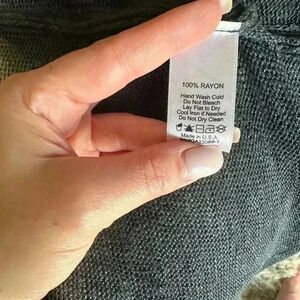 100% RAYON
Hand Wash Cold
Do Not Bleach
Lay Flat to Dry
Cool Iron if Needed
Do Not Dry Clean
Made in U.S.A